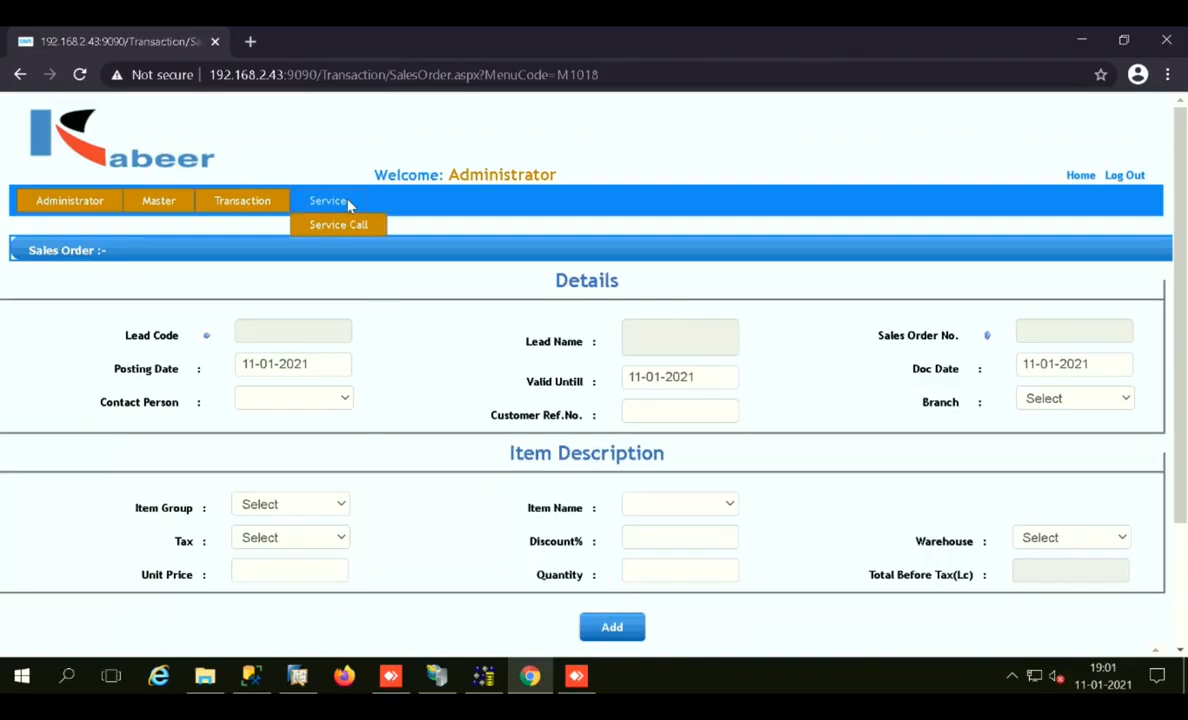 192.168.2.43:9090/Transaction/Sa
Not secure 192.168.2.43:9090/Transaction/SalesOrder.aspx?MenuCode=M1018
Kabeer
Welcome: Administrator
Home Log Out
Administrator Master Transaction Service
Service Call
Sales Order :-
Details
Lead Code Lead Name : Sales Order No.
Posting Date : 11-01-2021 Valid Untill : 11-01-2021 Doc Date : 11-01-2021
Contact Person : Customer Ref.No. : Branch : Select
Item Description
Item Group : Select Item Name :
Tax : Select Discount% : Warehouse : Select
Unit Price : Quantity : Total Before Tax(Lc) :
Add
19:01
11-01-2021